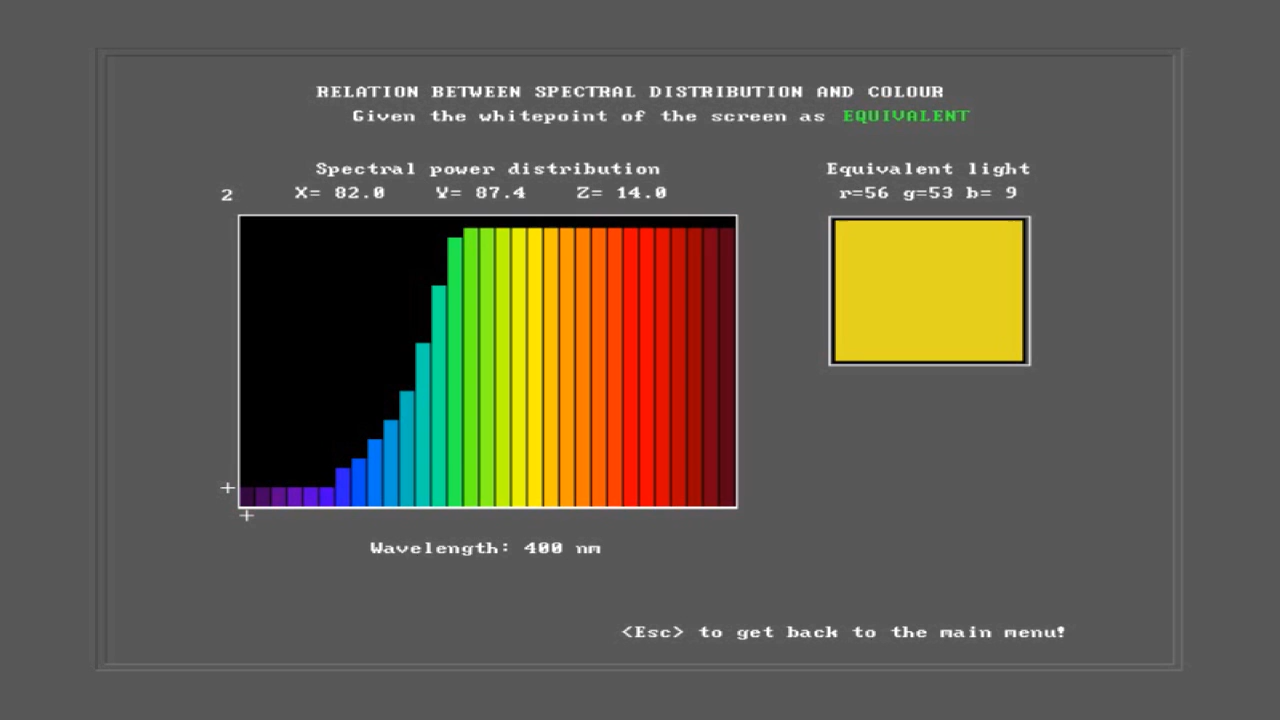 RELATION BETWEEN SPECTRAL DISTRIBUTION AND COLOUR
Given the whitepoint of the screen as EQUIVALENT
Spectral power distribution
Equivalent light
2 X= 82.0 Y= 87.4 Z= 14.0
r=56 g=53 b= 9
Wavelength: 400 nm
<Esc> to get back to the main menu!